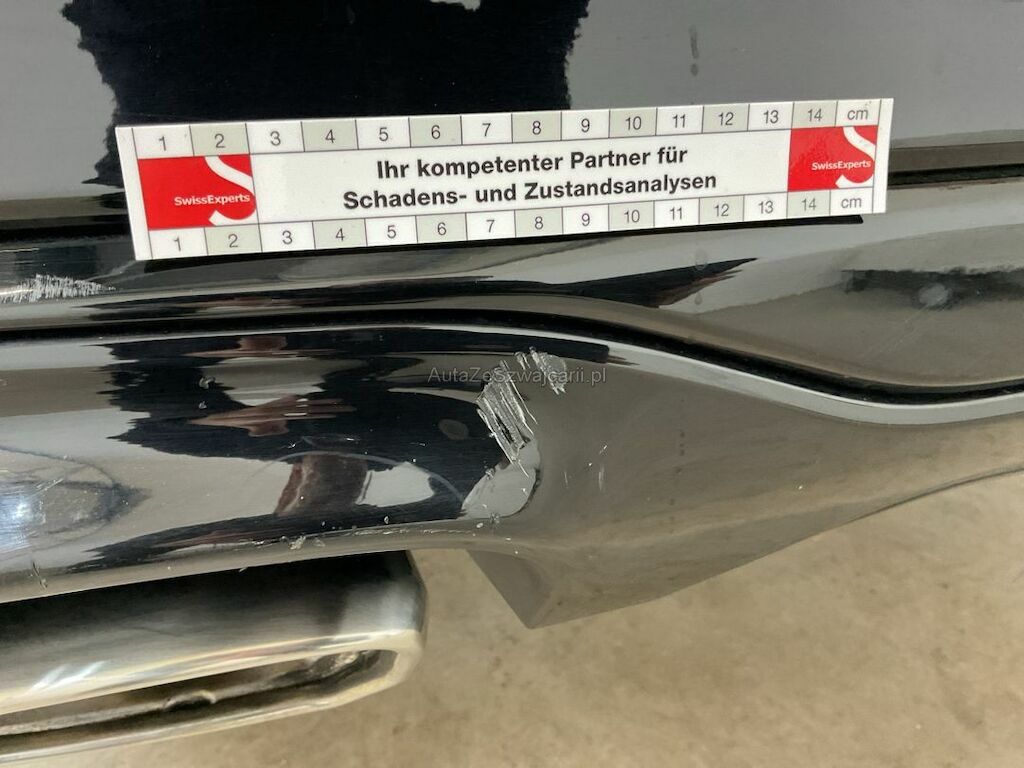 1 2 3 4 5 6 7 8 9 10 11 12 13 14 cm
SwissExperts
Ihr kompetenter Partner für
Schadens- und Zustandsanalysen
SwissExperts
1 2 3 4 5 6 7 8 9 10 11 12 13 14 cm
AutaZeSzwajcarii.pl